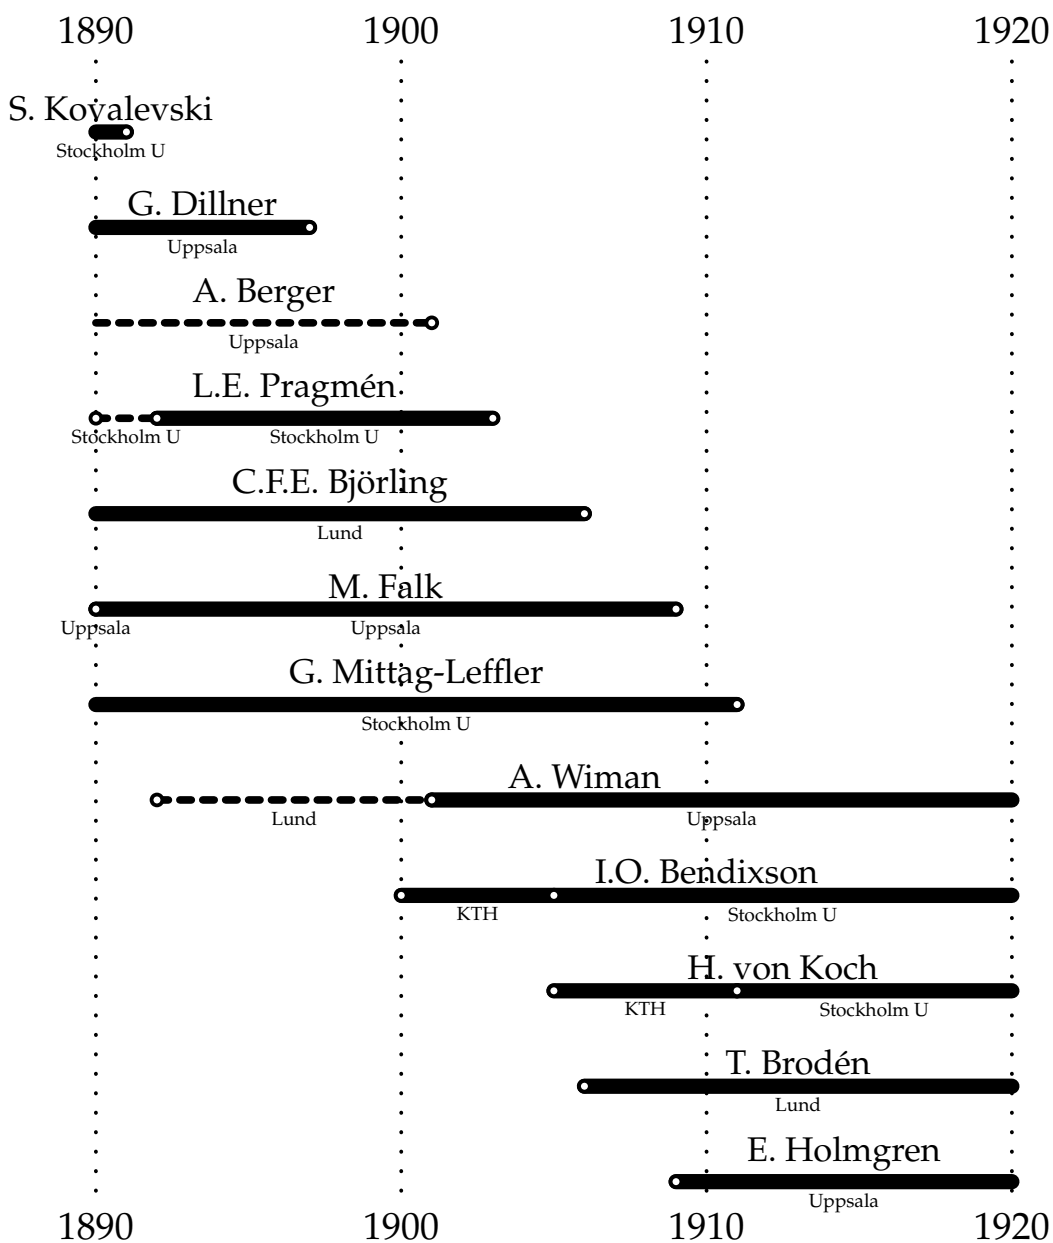 1890 1900 1910 1920
S. Kovalevski
Stockholm U
G. Dillner
Uppsala
A. Berger
Uppsala
L.E. Pragmén
Stockholm U Stockholm U
C.F.E. Björling
Lund
M. Falk
Uppsala Uppsala
G. Mittag-Leffler
Stockholm U
A. Wiman
Lund Uppsala
I.O. Bendixson
KTH Stockholm U
H. von Koch
KTH Stockholm U
T. Brodén
Lund
E. Holmgren
Uppsala
1890 1900 1910 1920